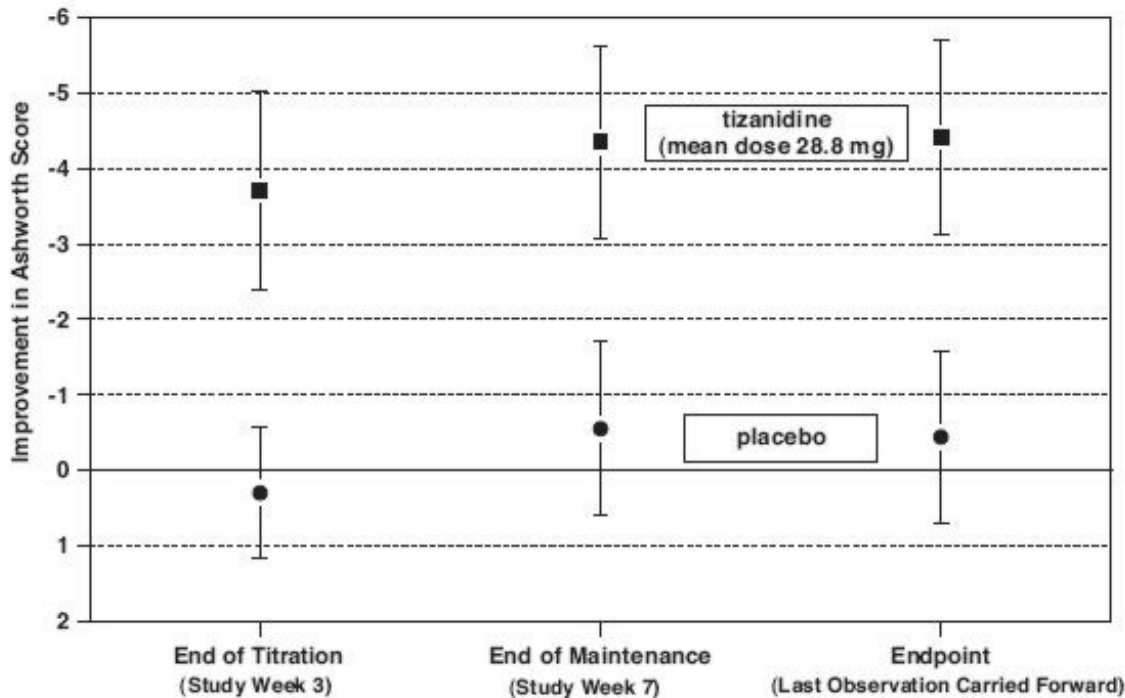 Improvement in Ashworth Score
-6
-5
-4
-3
-2
-1
0
1
2
tizanidine
(mean dose 28.8 mg)
placebo
End of Titration
(Study Week 3)
End of Maintenance
(Study Week 7)
Endpoint
(Last Observation Carried Forward)